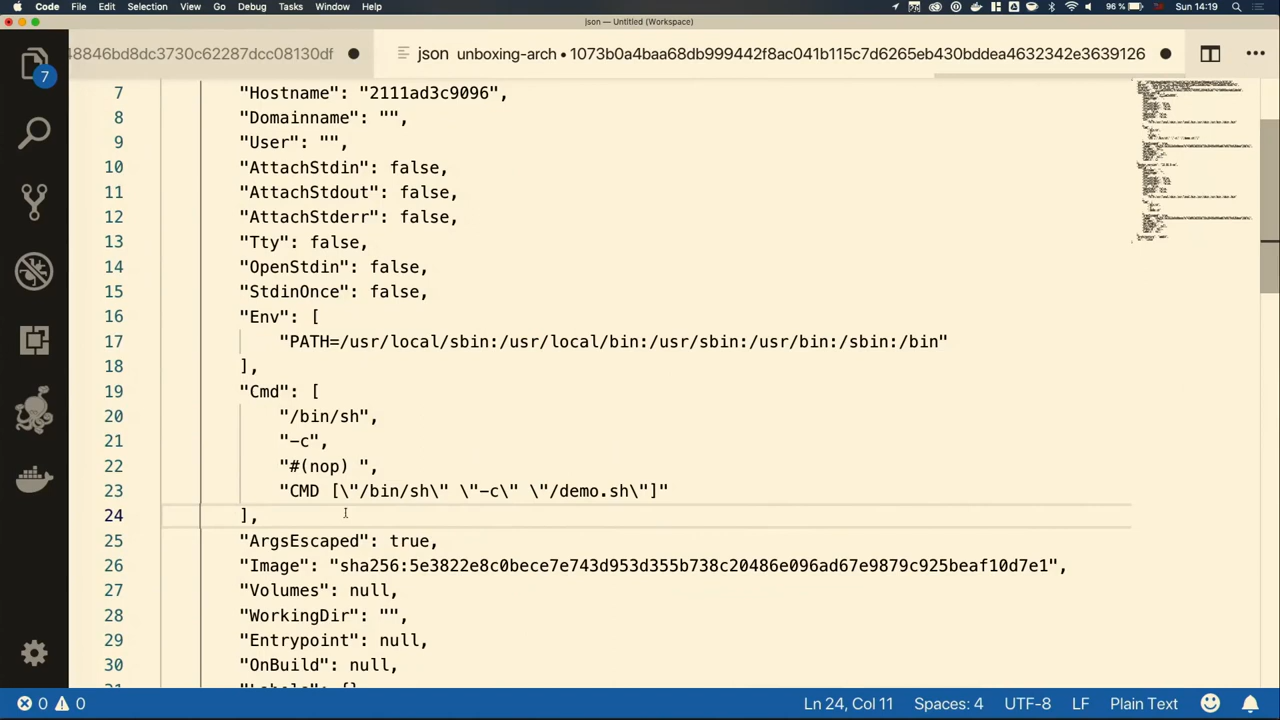 Code File Edit Selection View Go Debug Tasks Window Help 96 % Sun 14:19
json — Untitled (Workspace)
48846bd8dc3730c62287dcc08130df ● json unboxing-arch • 1073b0a4baa68db999442f8ac041b115c7d6265eb430bddea4632342e3639126 ●
7
7 "Hostname": "2111ad3c9096",
8 "Domainname": "",
9 "User": "",
10 "AttachStdin": false,
11 "AttachStdout": false,
12 "AttachStderr": false,
13 "Tty": false,
14 "OpenStdin": false,
15 "StdinOnce": false,
16 "Env": [
17 "PATH=/usr/local/sbin:/usr/local/bin:/usr/sbin:/usr/bin:/sbin:/bin"
18 ],
19 "Cmd": [
20 "/bin/sh",
21 "-c",
22 "#(nop) ",
23 "CMD [\"/bin/sh\" \"-c\" \"/demo.sh\"]"
24 ],
25 "ArgsEscaped": true,
26 "Image": "sha256:5e3822e8c0bece7e743d953d355b738c20486e096ad67e9879c925beaf10d7e1",
27 "Volumes": null,
28 "WorkingDir": "",
29 "Entrypoint": null,
30 "OnBuild": null,
31 "Labels": {}
0 0 Ln 24, Col 11 Spaces: 4 UTF-8 LF Plain Text